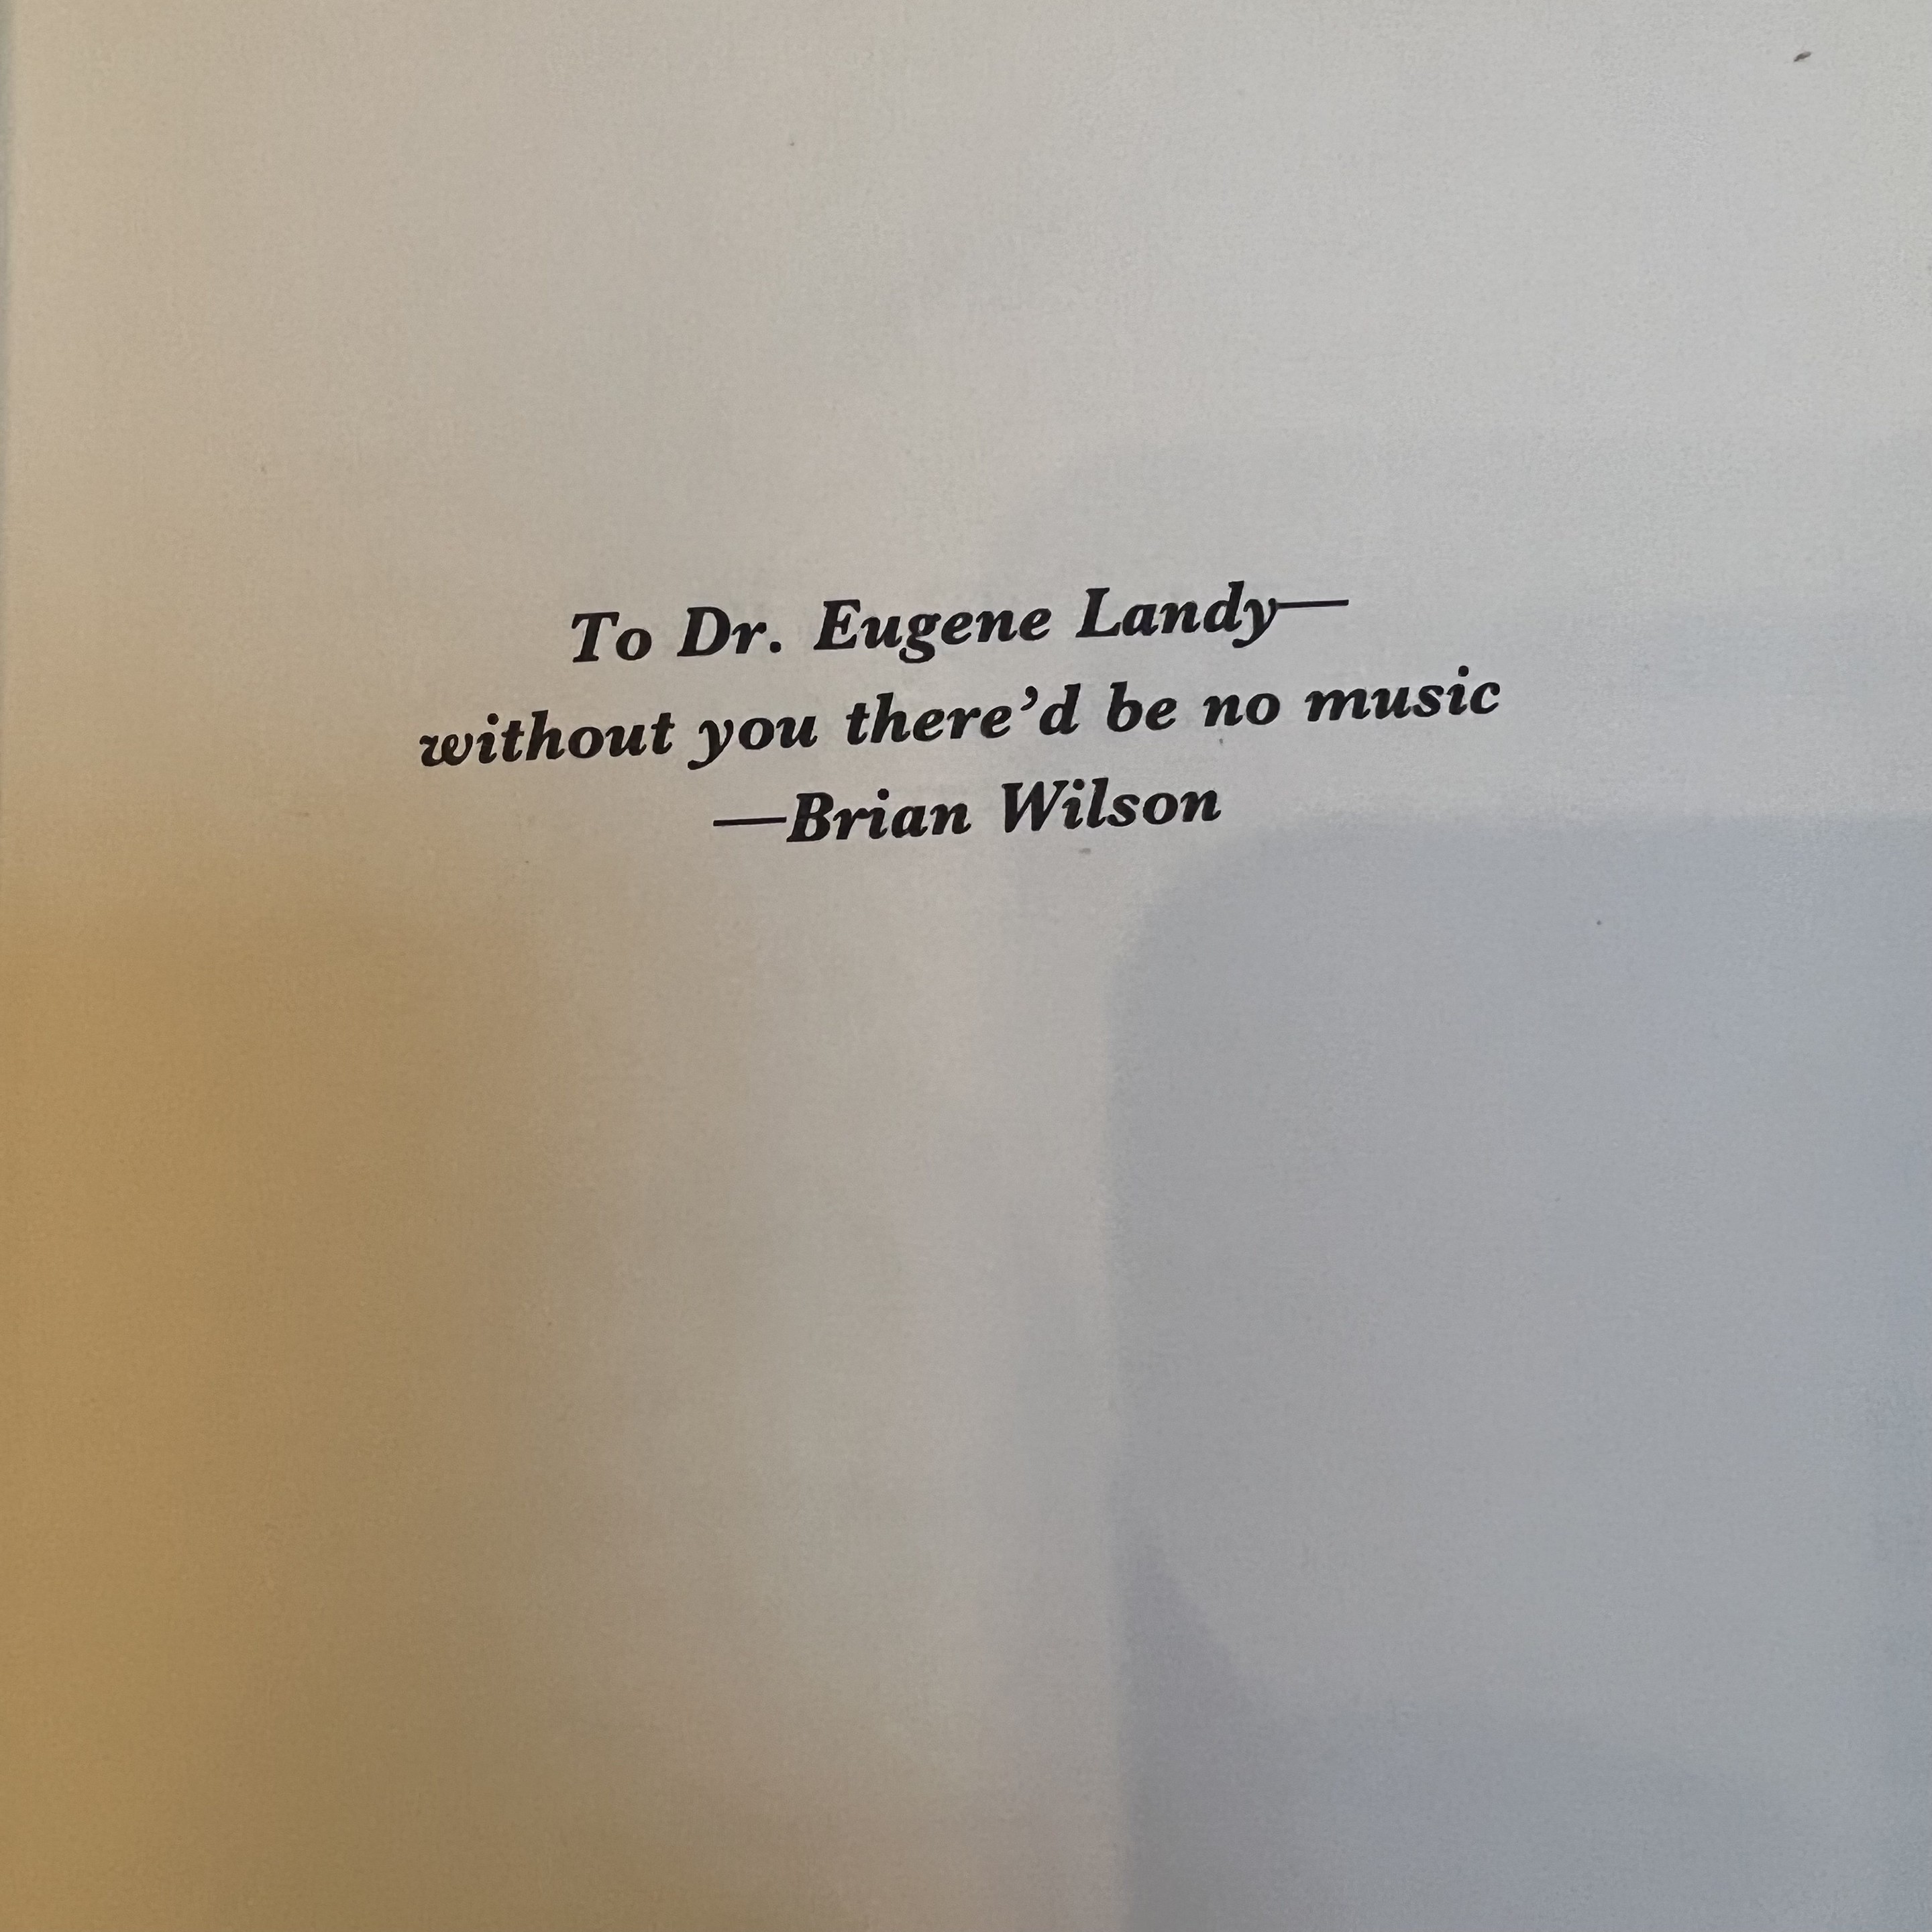 To Dr. Eugene Landy—
without you there’d be no music
—Brian Wilson